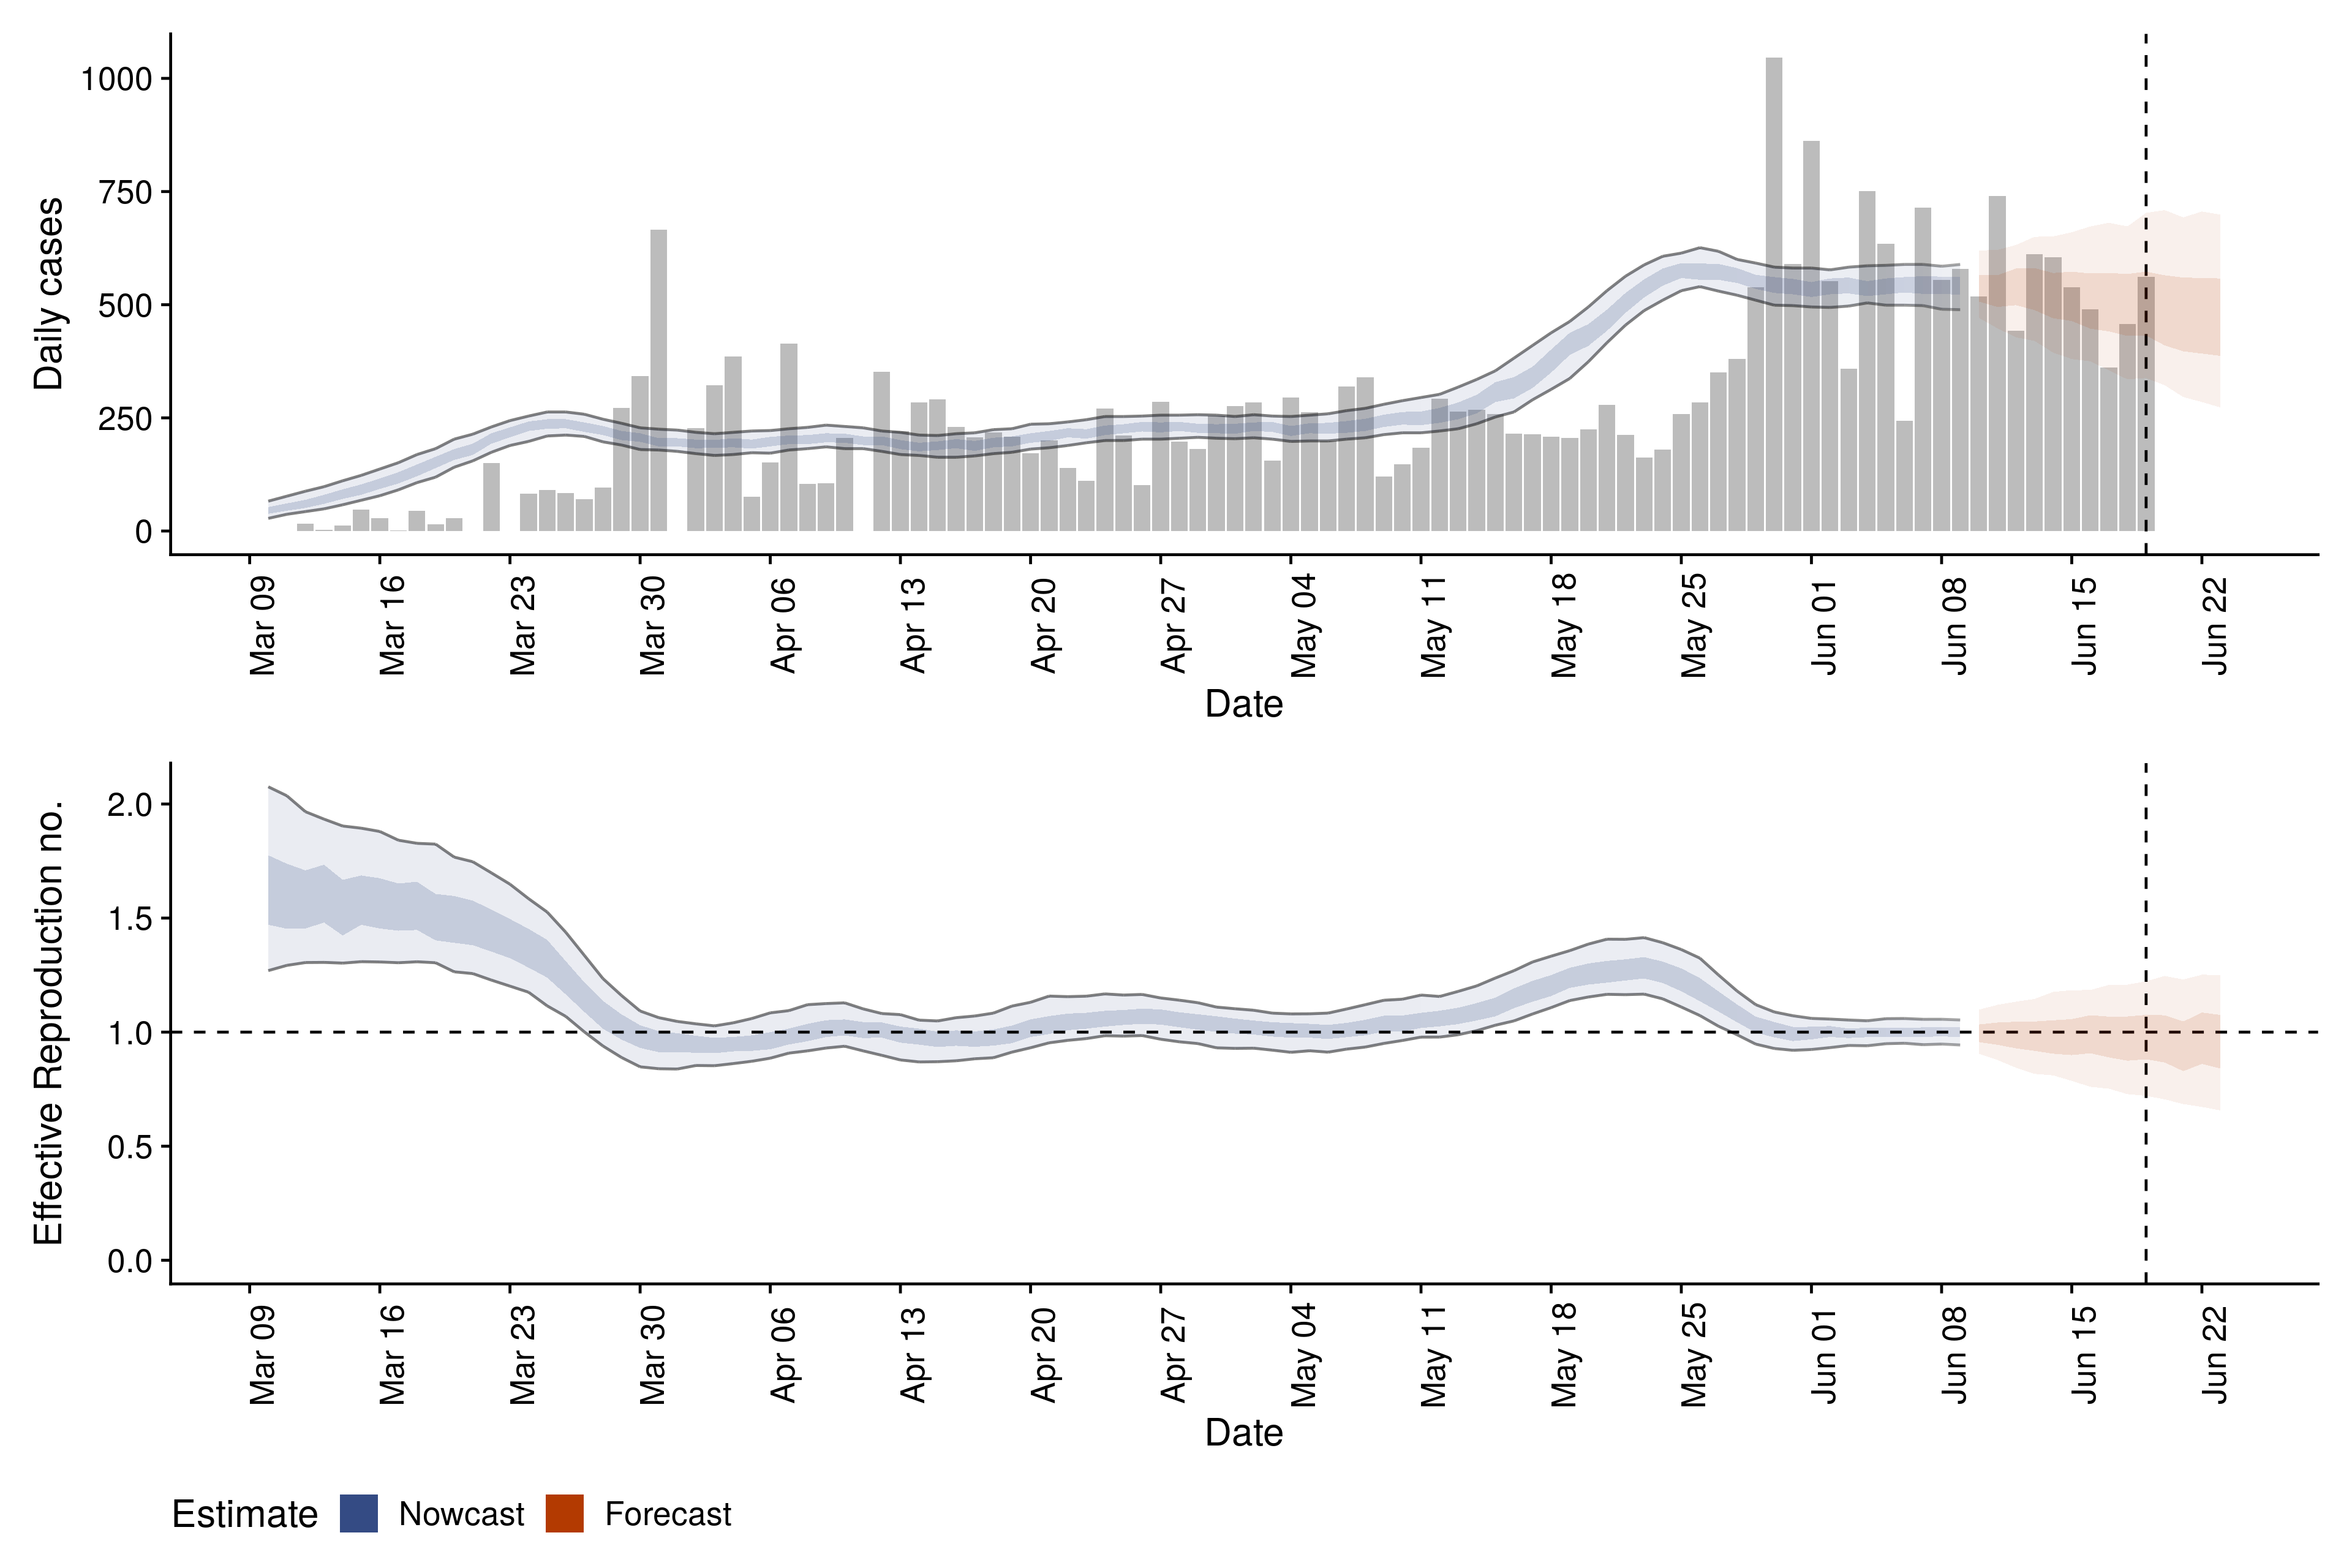 Daily cases
1000
750
500
250
0
Mar 09
Mar 16
Mar 23
Mar 30
Apr 06
Apr 13
Apr 20
Apr 27
May 04
May 11
May 18
May 25
Jun 01
Jun 08
Jun 15
Jun 22
Date
Effective Reproduction no.
2.0
1.5
1.0
0.5
0.0
Mar 09
Mar 16
Mar 23
Mar 30
Apr 06
Apr 13
Apr 20
Apr 27
May 04
May 11
May 18
May 25
Jun 01
Jun 08
Jun 15
Jun 22
Date
Estimate Nowcast Forecast